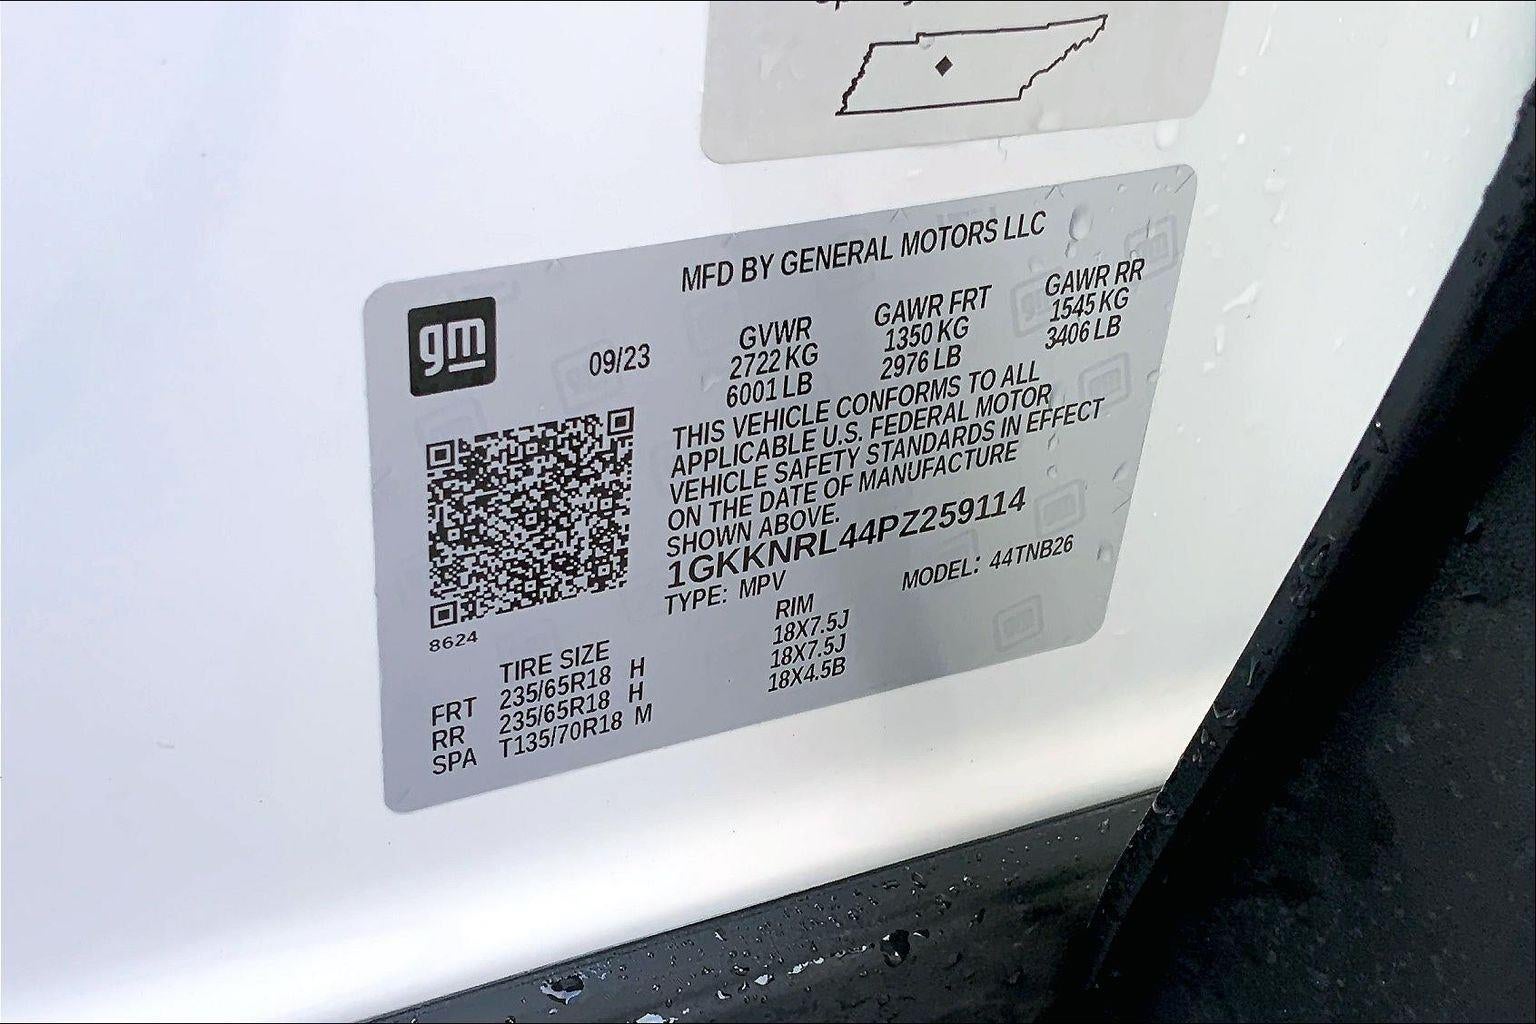 MFD BY GENERAL MOTORS LLC
gm
09/23
GVWR
2722 KG
6001 LB
GAWR FRT
1350 KG
2976 LB
GAWR RR
1545 KG
3406 LB
THIS VEHICLE CONFORMS TO ALL
APPLICABLE U.S. FEDERAL MOTOR
VEHICLE SAFETY STANDARDS IN EFFECT
ON THE DATE OF MANUFACTURE
SHOWN ABOVE.
1GKKNRL44PZ259114
TYPE: MPV MODEL: 44TNB26
8624
TIRE SIZE RIM
FRT 235/65R18 H 18X7.5J
RR 235/65R18 H 18X7.5J
SPA T135/70R18 M 18X4.5B